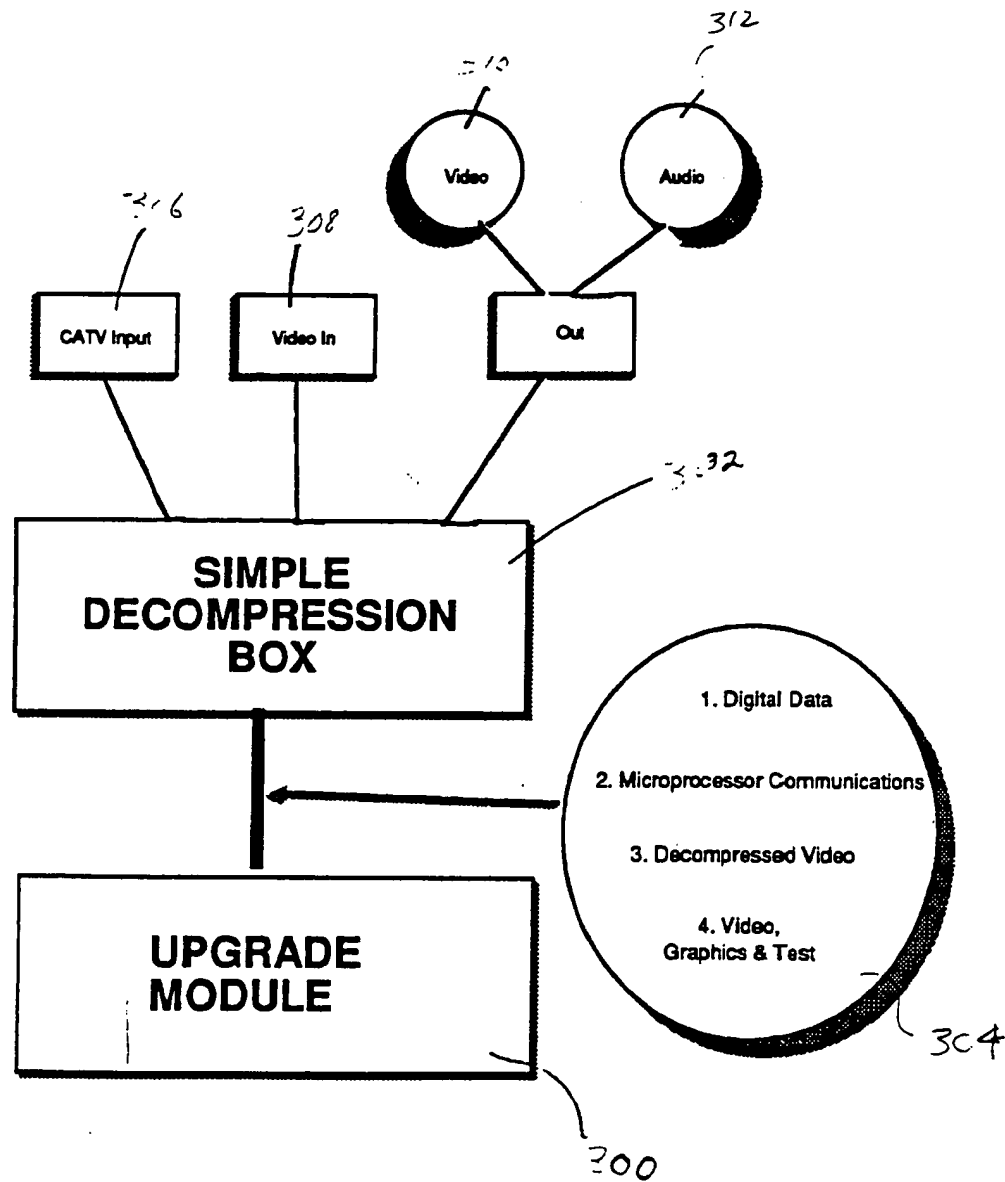 312
Video
Audio
308
CATV Input
Video In
Out
SIMPLE
DECOMPRESSION
BOX
1. Digital Data
2. Microprocessor Communications
3. Decompressed Video
4. Video,
Graphics & Test
UPGRADE
MODULE
304
300